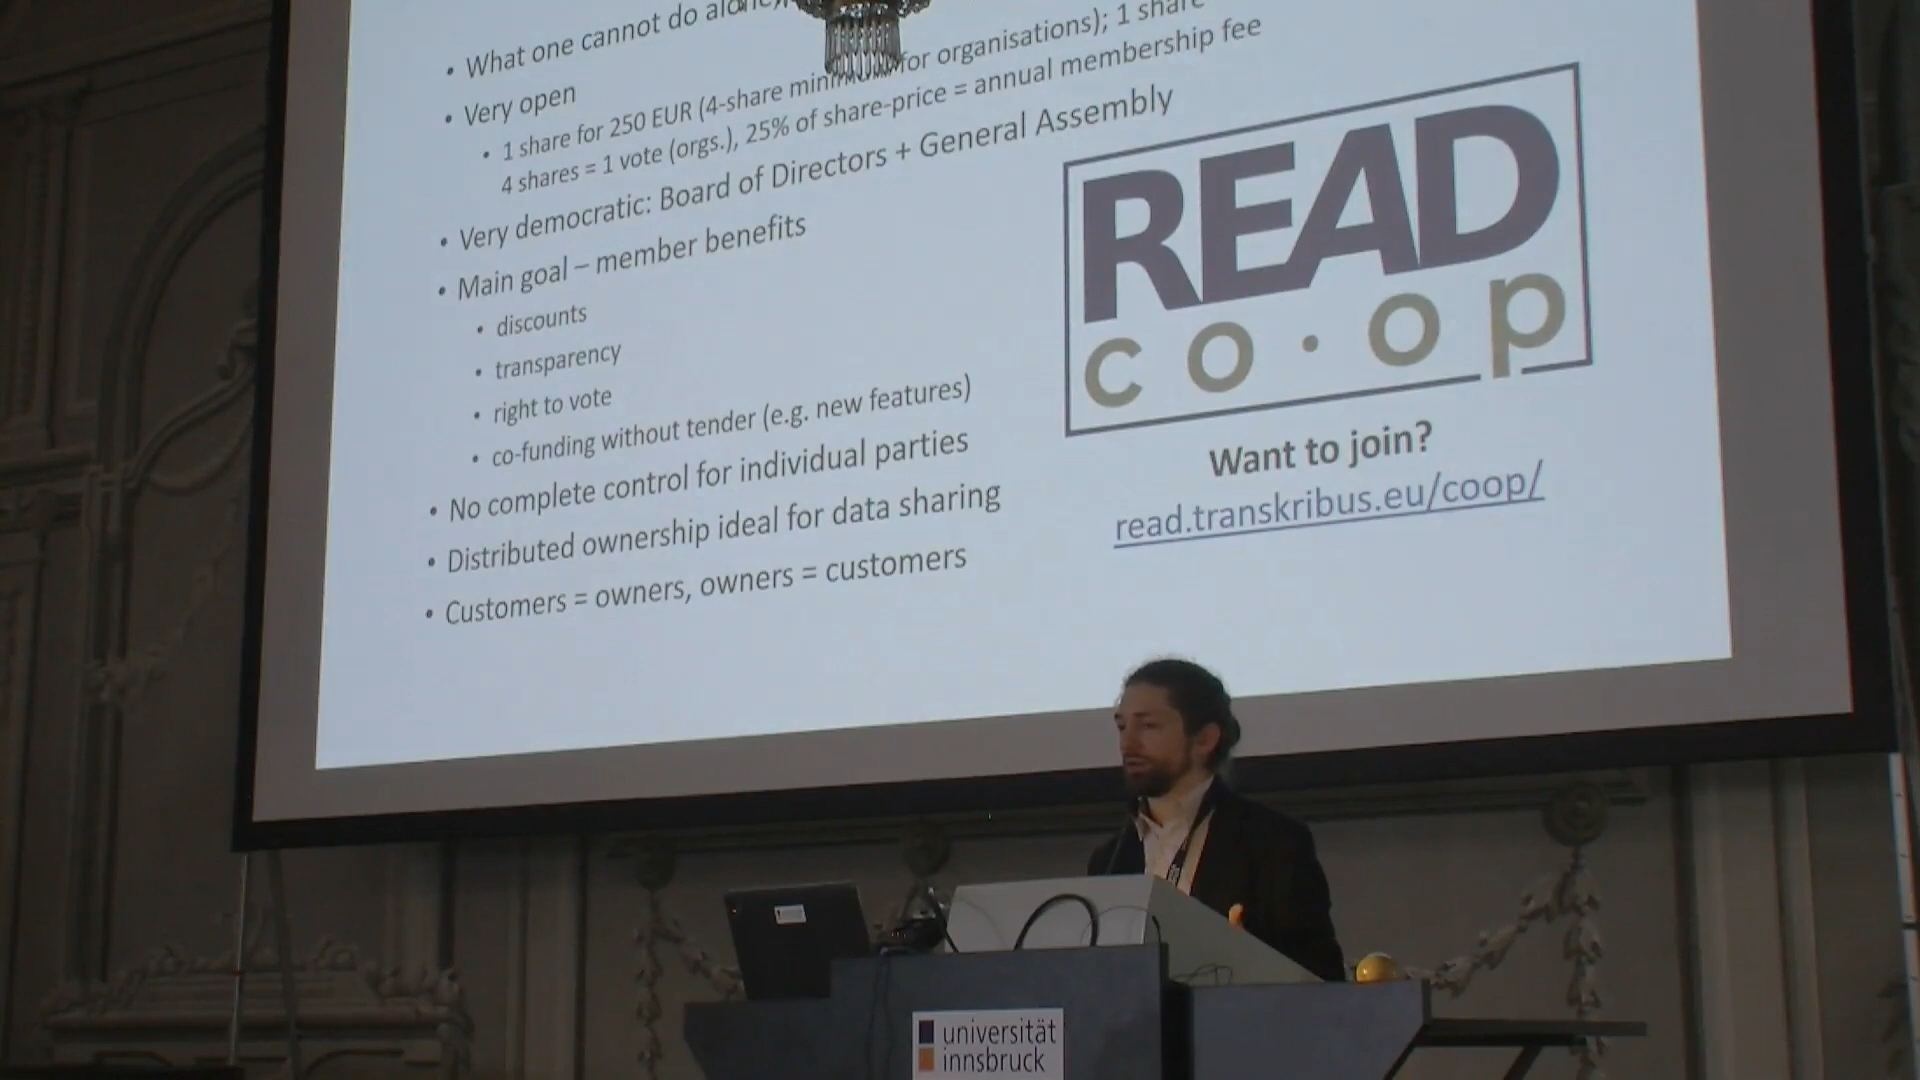 • What one cannot do alone,
• Very open
• 1 share for 250 EUR (4-share minimum for organisations); 1 share
4 shares = 1 vote (orgs.), 25% of share-price = annual membership fee
• Very democratic: Board of Directors + General Assembly
• Main goal – member benefits
• discounts
• transparency
• right to vote
• co-funding without tender (e.g. new features)
• No complete control for individual parties
• Distributed ownership ideal for data sharing
• Customers = owners, owners = customers
READ
co·op
Want to join?
read.transkribus.eu/coop/
universität
innsbruck